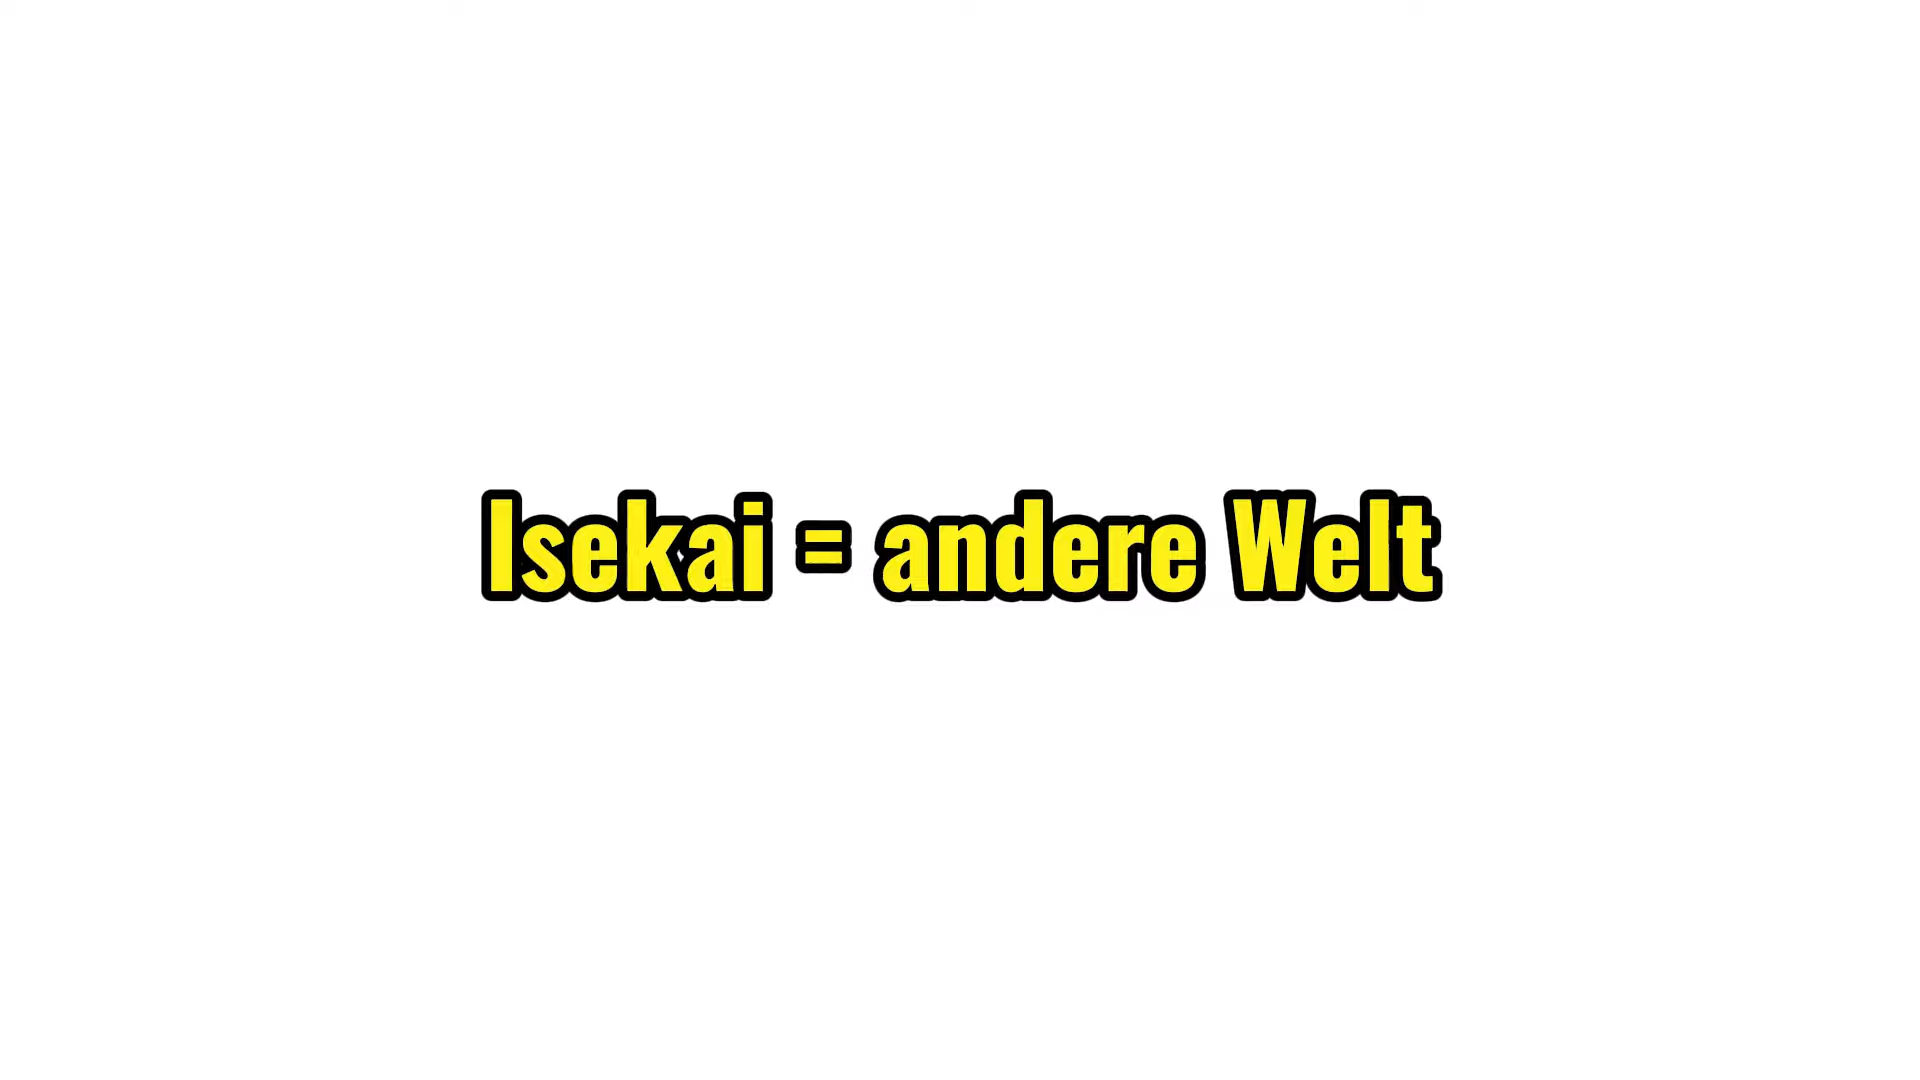 Isekai = andere Welt